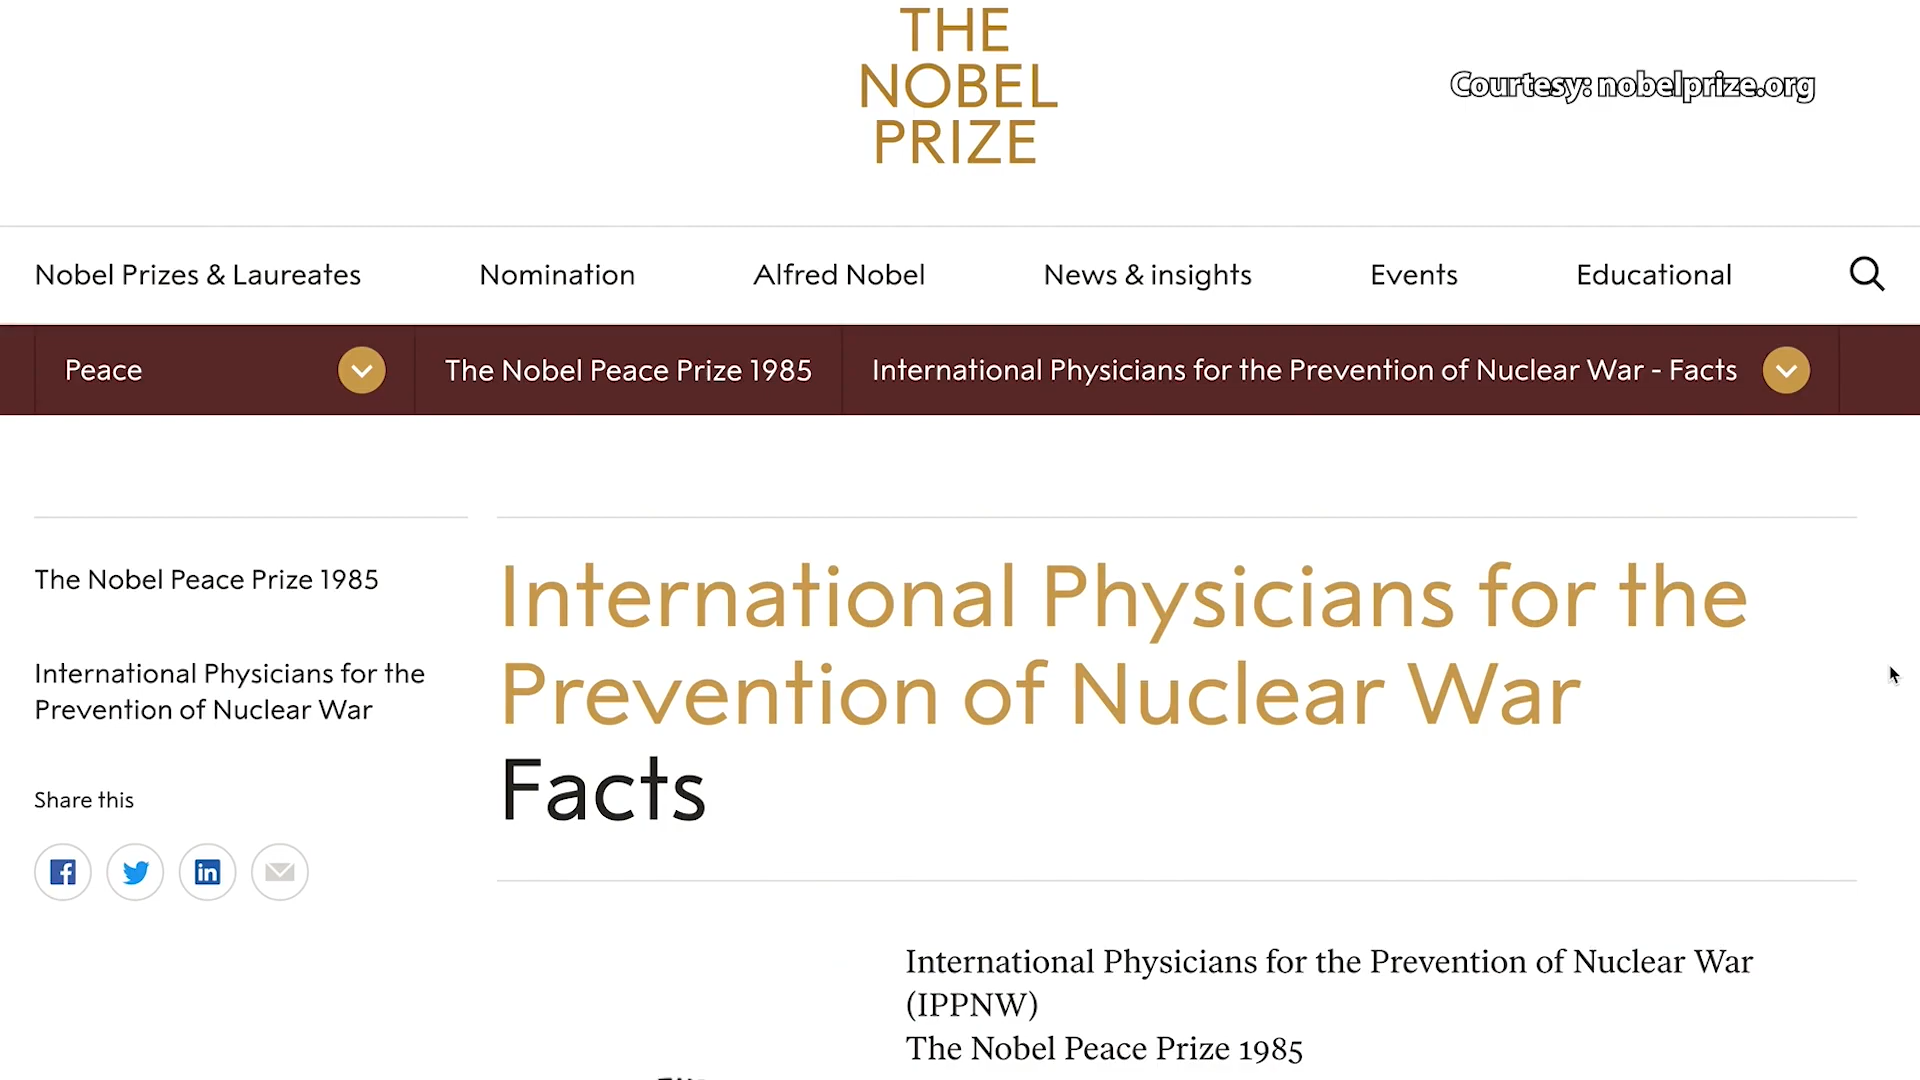 THE
NOBEL
PRIZE
Courtesy: nobelprize.org
Nobel Prizes & Laureates
Nomination
Alfred Nobel
News & insights
Events
Educational
Peace
The Nobel Peace Prize 1985
International Physicians for the Prevention of Nuclear War - Facts
The Nobel Peace Prize 1985
International Physicians for the
Prevention of Nuclear War
Share this
International Physicians for the
Prevention of Nuclear War
Facts
International Physicians for the Prevention of Nuclear War
(IPPNW)
The Nobel Peace Prize 1985